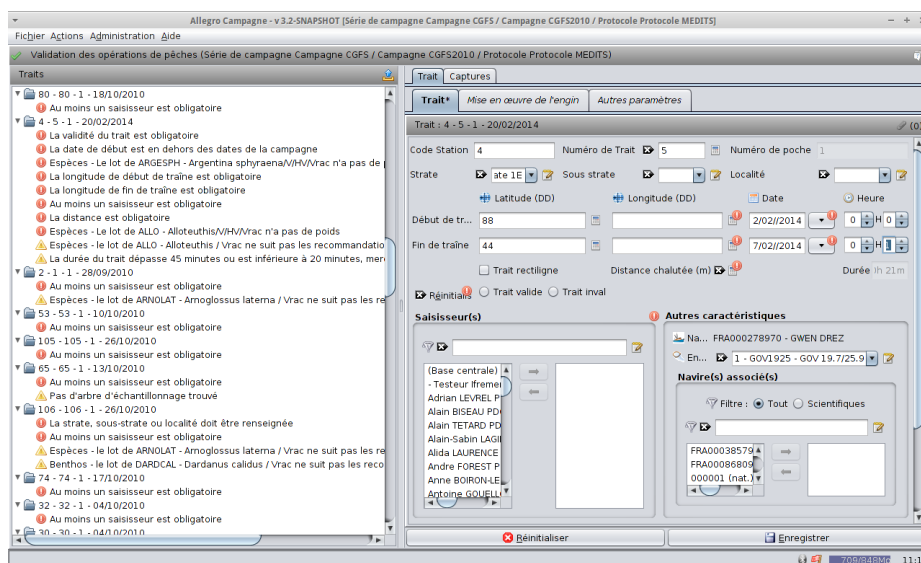 Allegro Campagne - v 3.2-SNAPSHOT [Série de campagne Campagne CGFS / Campagne CGFS2010 / Protocole Protocole MEDITS]
Fichier Actions Administration Aide
Validation des opérations de pêches (Série de campagne Campagne CGFS / Campagne CGFS2010 / Protocole Protocole MEDITS)
Traits
80 - 80 - 1 - 18/10/2010
Au moins un saisisseur est obligatoire
4 - 5 - 1 - 20/02/2014
La validité du trait est obligatoire
La date de début est en dehors des dates de la campagne
Espèces - Le lot de ARGESPH - Argentina sphyraena/V/HV/Vrac n'a pas de
La longitude de début de traîne est obligatoire
La longitude de fin de traîne est obligatoire
Au moins un saisisseur est obligatoire
La distance est obligatoire
Espèces - Le lot de ALLO - Alloteuthis/V/HV/Vrac n'a pas de poids
Espèces - le lot de ALLO - Alloteuthis / Vrac ne suit pas les recommandatio
La durée du trait dépasse 45 minutes ou est inférieure à 20 minutes, mer
2 - 1 - 1 - 28/09/2010
Au moins un saisisseur est obligatoire
Espèces - le lot de ARNOLAT - Arnoglossus laterna / Vrac ne suit pas les re
53 - 53 - 1 - 10/10/2010
Au moins un saisisseur est obligatoire
105 - 105 - 1 - 26/10/2010
Au moins un saisisseur est obligatoire
65 - 65 - 1 - 13/10/2010
Au moins un saisisseur est obligatoire
Pas d'arbre d'échantillonnage trouvé
106 - 106 - 1 - 26/10/2010
La strate, sous-strate ou localité doit être renseignée
Au moins un saisisseur est obligatoire
Espèces - le lot de ARNOLAT - Arnoglossus laterna / Vrac ne suit pas les re
Benthos - le lot de DARDCAL - Dardanus calidus / Vrac ne suit pas les reco
74 - 74 - 1 - 17/10/2010
Au moins un saisisseur est obligatoire
32 - 32 - 1 - 04/10/2010
Au moins un saisisseur est obligatoire
30 - 30 - 1 - 04/10/2010
Trait Captures
Trait* Mise en œuvre de l'engin Autres paramètres
Trait : 4 - 5 - 1 - 20/02/2014 (0)
Code Station 4 Numéro de Trait 5 Numéro de poche 1
Strate ate 1E Sous strate Localité
Latitude (DD) Longitude (DD) Date Heure
Début de tr... 88 2/02/2014 0 H 0
Fin de traîne 44 7/02/2014 0 H 1
Trait rectiligne Distance chalutée (m) Durée 21m
Réinitialis Trait valide Trait inval
Saisisseur(s)
(Base centrale)
- Testeur Ifremer
Adrian LEVREL P
Alain BISEAU PD
Alain TETARD PD
Alain-Sabin LAGI
Alida LAURENCE
Andre FOREST P
Anne BOIRON-LE
Antoine GOUELL
Autres caractéristiques
Na... FRA000278970 - GWEN DREZ
En... 1 - GOV1925 - GOV 19.7/25.9
Navire(s) associé(s)
Filtre : Tout Scientifiques
FRA00038579
FRA00086809
000001 (nat.)
Réinitialiser Enregistrer
709/848Mo 11:1